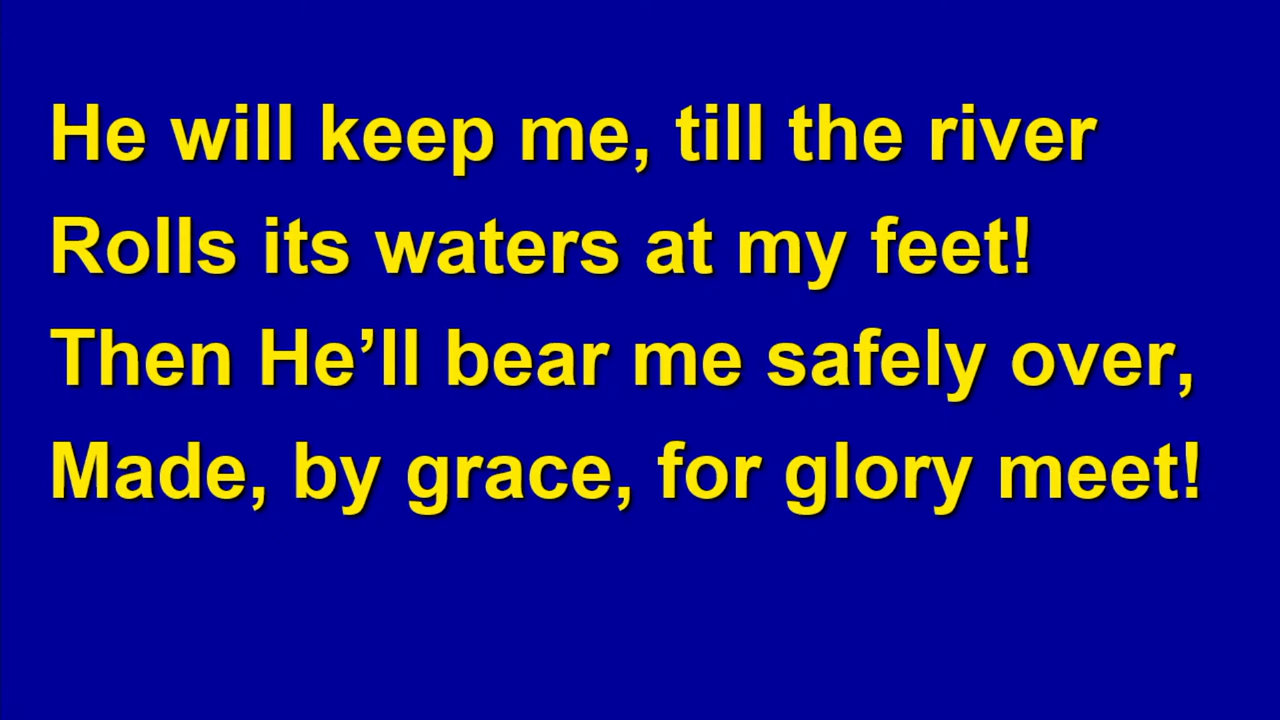 He will keep me, till the river
Rolls its waters at my feet!
Then He’ll bear me safely over,
Made, by grace, for glory meet!